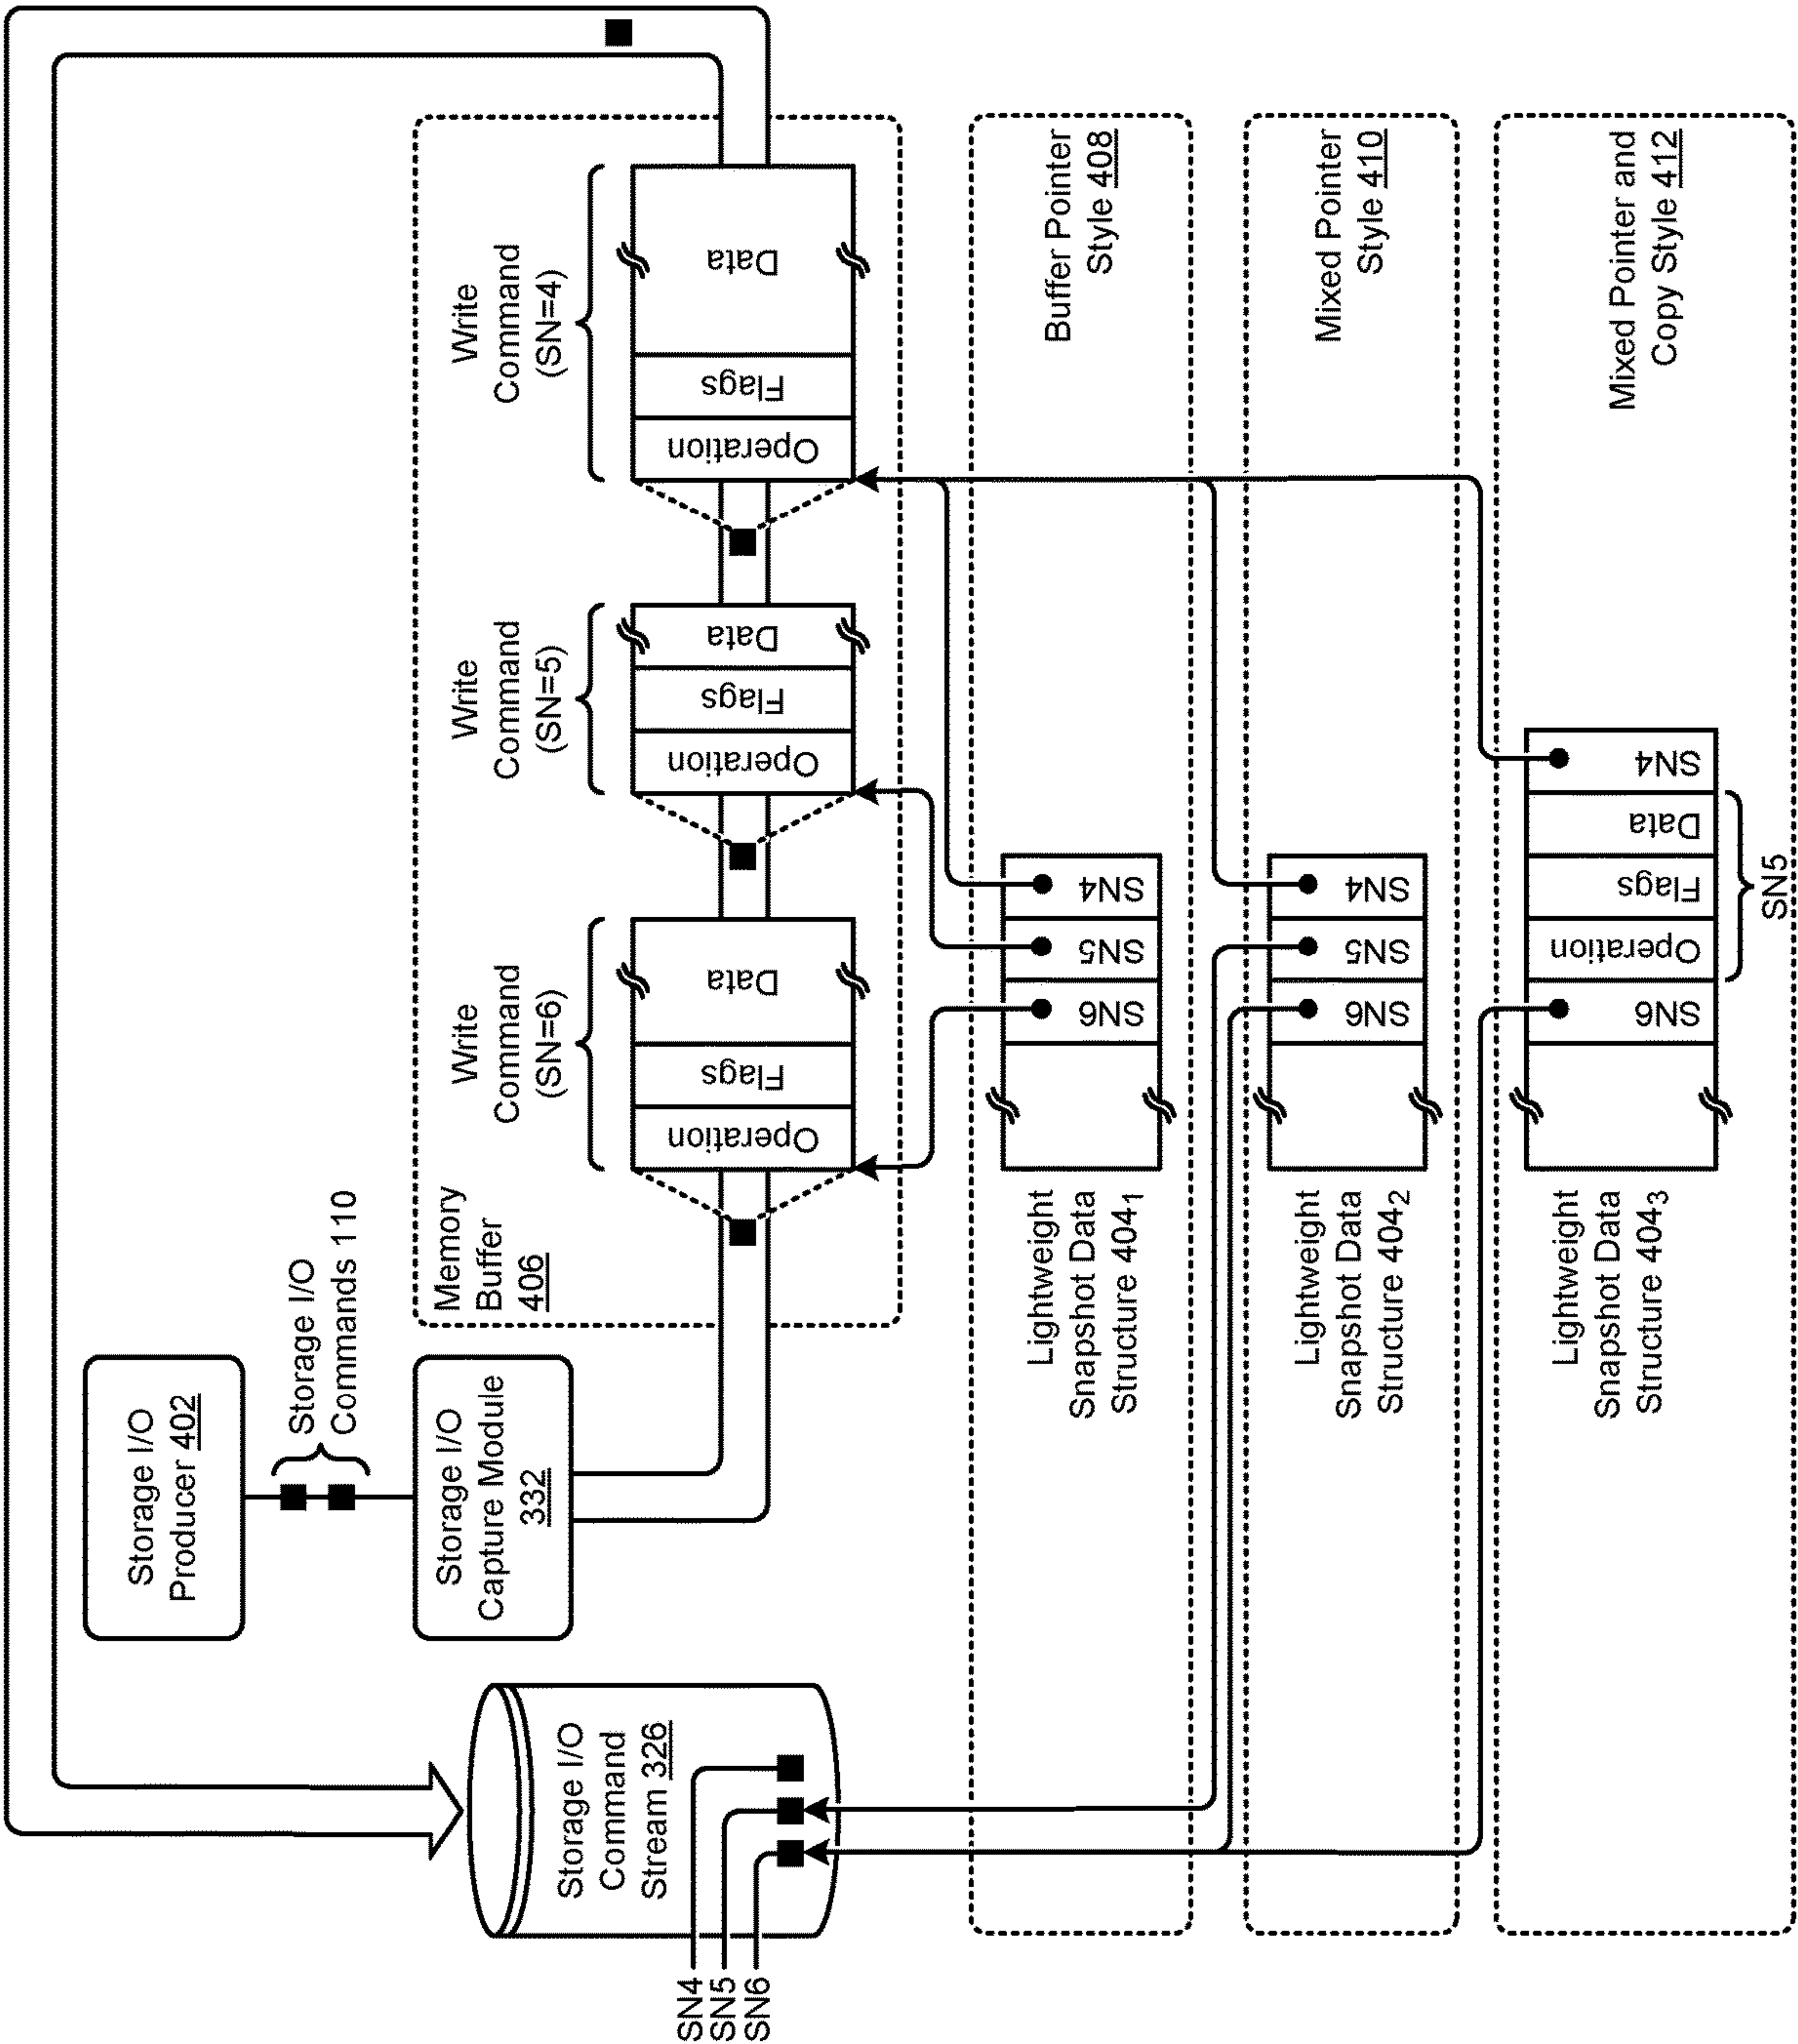 Storage I/O
Producer 402
Storage I/O
Commands 110
Storage I/O
Capture Module
332
Storage I/O
Command
Stream 326
SN4
SN5
SN6
Memory
Buffer
406
Write
Command
(SN=6)
Operation
Flags
Data
Write
Command
(SN=5)
Operation
Flags
Data
Write
Command
(SN=4)
Operation
Flags
Data
Lightweight
Snapshot Data
Structure 404₁
SN6
SN5
SN4
Buffer Pointer
Style 408
Lightweight
Snapshot Data
Structure 404₂
SN6
SN5
SN4
Mixed Pointer
Style 410
Lightweight
Snapshot Data
Structure 404₃
SN6
Operation
Flags
Data
SN4
SN5
Mixed Pointer and
Copy Style 412